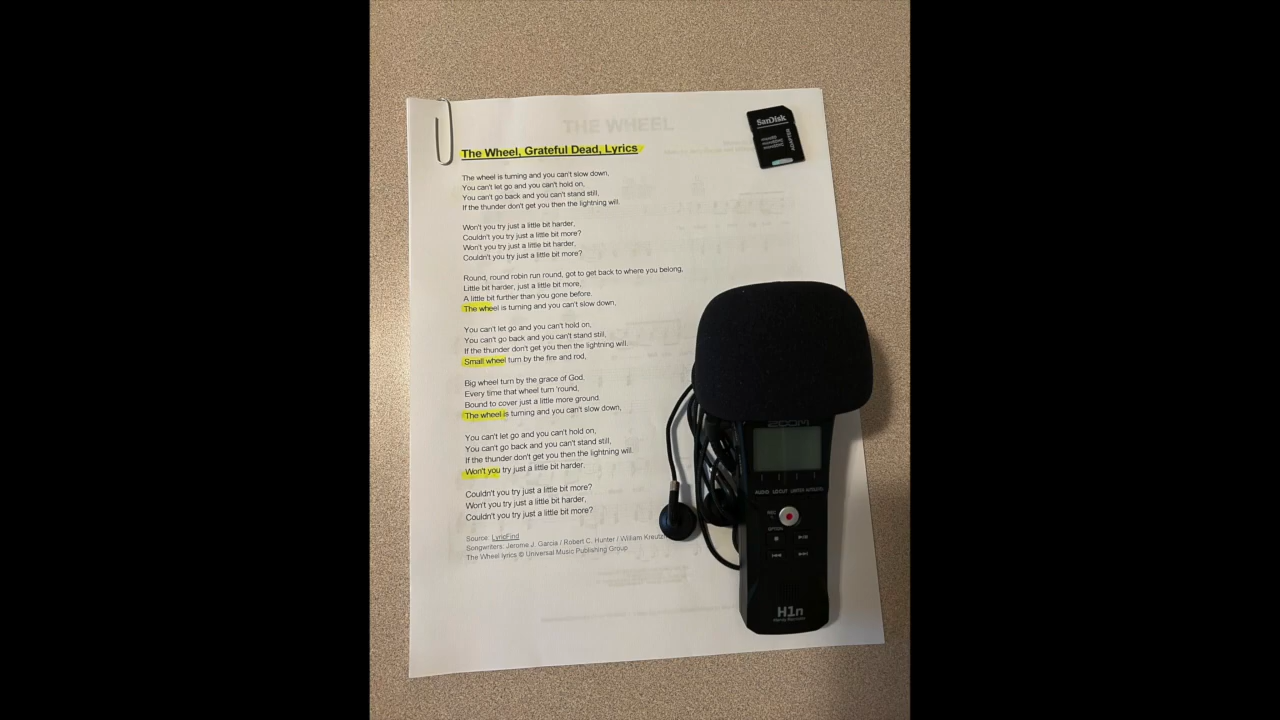 THE WHEEL
SanDisk
ADAPTER
The Wheel, Grateful Dead, Lyrics
The wheel is turning and you can't slow down,
You can't let go and you can't hold on,
You can't go back and you can't stand still,
If the thunder don't get you then the lightning will.
Won't you try just a little bit harder,
Couldn't you try just a little bit more?
Won't you try just a little bit harder,
Couldn't you try just a little bit more?
Round, round robin run round, got to get back to where you belong,
Little bit harder, just a little bit more,
A little bit further than you gone before.
The wheel is turning and you can't slow down,
You can't let go and you can't hold on,
You can't go back and you can't stand still,
If the thunder don't get you then the lightning will.
Small wheel turn by the fire and rod,
Big wheel turn by the grace of God.
Every time that wheel turn 'round,
Bound to cover just a little more ground.
The wheel is turning and you can't slow down,
You can't let go and you can't hold on,
You can't go back and you can't stand still,
If the thunder don't get you then the lightning will.
Won't you try just a little bit harder,
Couldn't you try just a little bit more?
Won't you try just a little bit harder,
Couldn't you try just a little bit more?
Source: LyricFind
Songwriters: Jerome J. Garcia / Robert C. Hunter / William Kreutz
The Wheel lyrics © Universal Music Publishing Group
ZOOM
AUDIO LO CUT LIMITER AUTO LEVEL
REC
OPTION
H1n
Handy Recorder